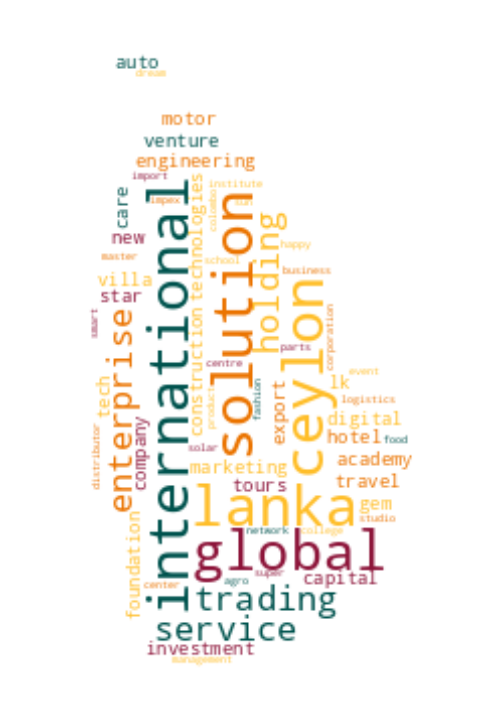 auto
dream
motor
venture
engineering
import
institute
care
impex
international
technologies
colombo
sun
solution
holding
new
happy
master
school
business
villa
star
ceylon
smart
enterprise
construction
products
corporation
parts
centre
event
tech
lk
fashion
export
logistics
digital
hotel
food
company
distributor
solar
marketing
academy
tours
travel
lanka
gem
studio
foundation
network
college
global
super
capital
center
agro
trading
service
investment
management